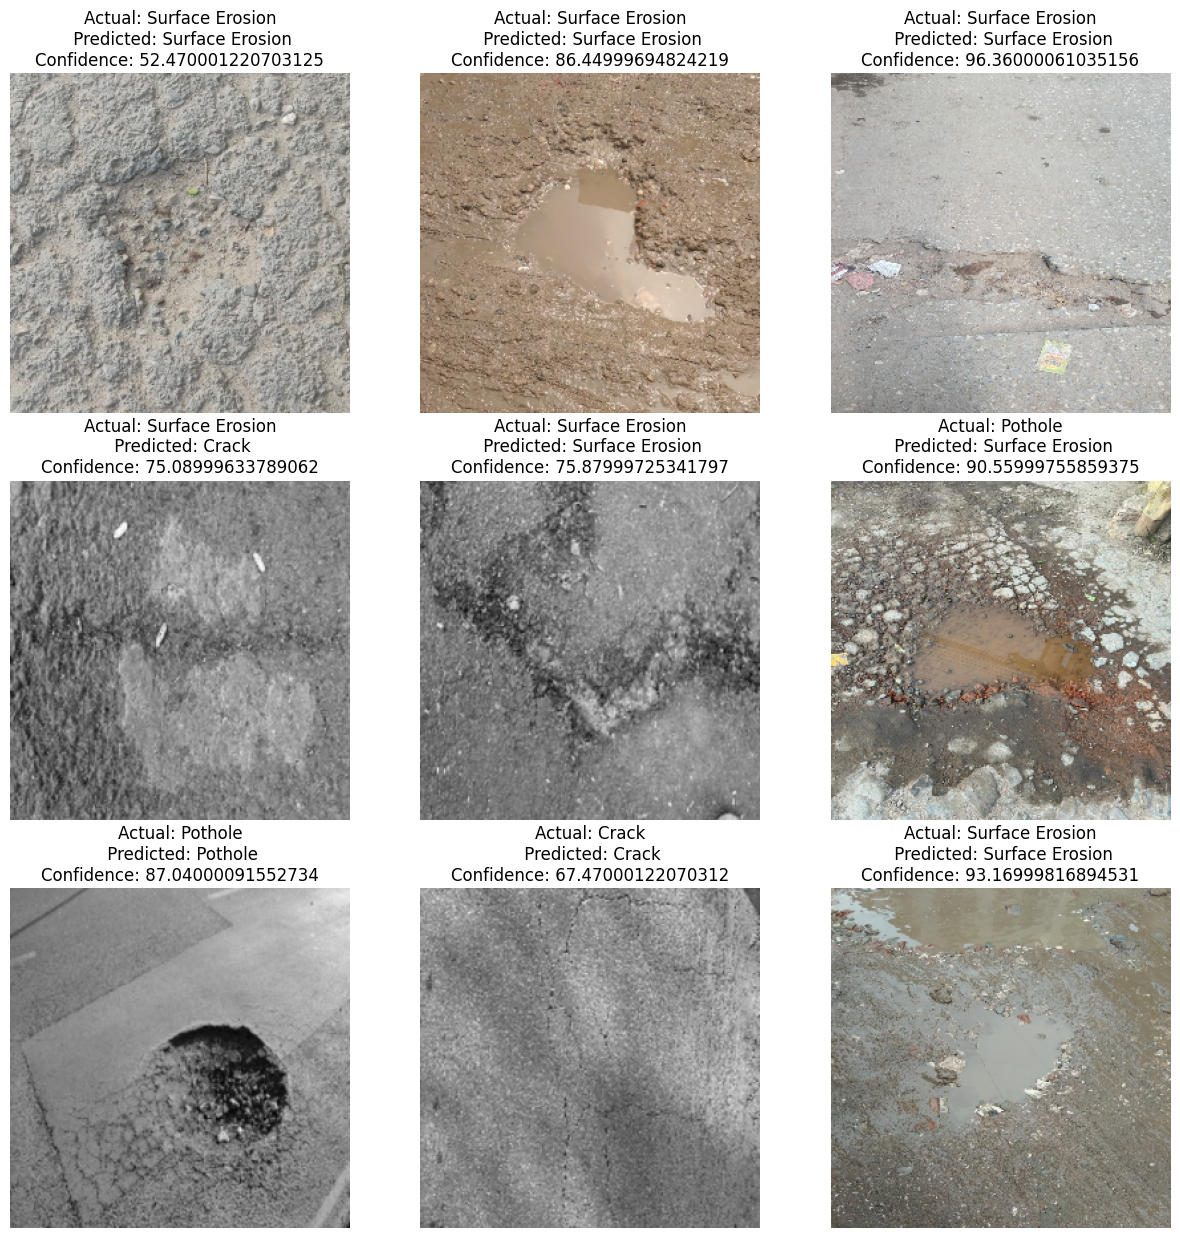 Actual: Surface Erosion
Predicted: Surface Erosion
Confidence: 52.470001220703125
Actual: Surface Erosion
Predicted: Surface Erosion
Confidence: 86.44999694824219
Actual: Surface Erosion
Predicted: Surface Erosion
Confidence: 96.36000061035156
Actual: Surface Erosion
Predicted: Crack
Confidence: 75.08999633789062
Actual: Surface Erosion
Predicted: Surface Erosion
Confidence: 75.87999725341797
Actual: Pothole
Predicted: Surface Erosion
Confidence: 90.55999755859375
Actual: Pothole
Predicted: Pothole
Confidence: 87.04000091552734
Actual: Crack
Predicted: Crack
Confidence: 67.47000122070312
Actual: Surface Erosion
Predicted: Surface Erosion
Confidence: 93.16999816894531